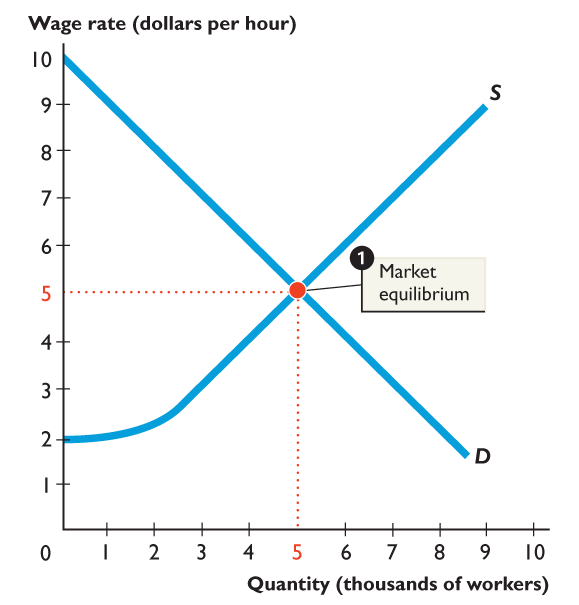 Wage rate (dollars per hour)
10
9
8
7
6
5
4
3
2
1
0
S
1
Market
equilibrium
D
1 2 3 4 5 6 7 8 9 10
Quantity (thousands of workers)